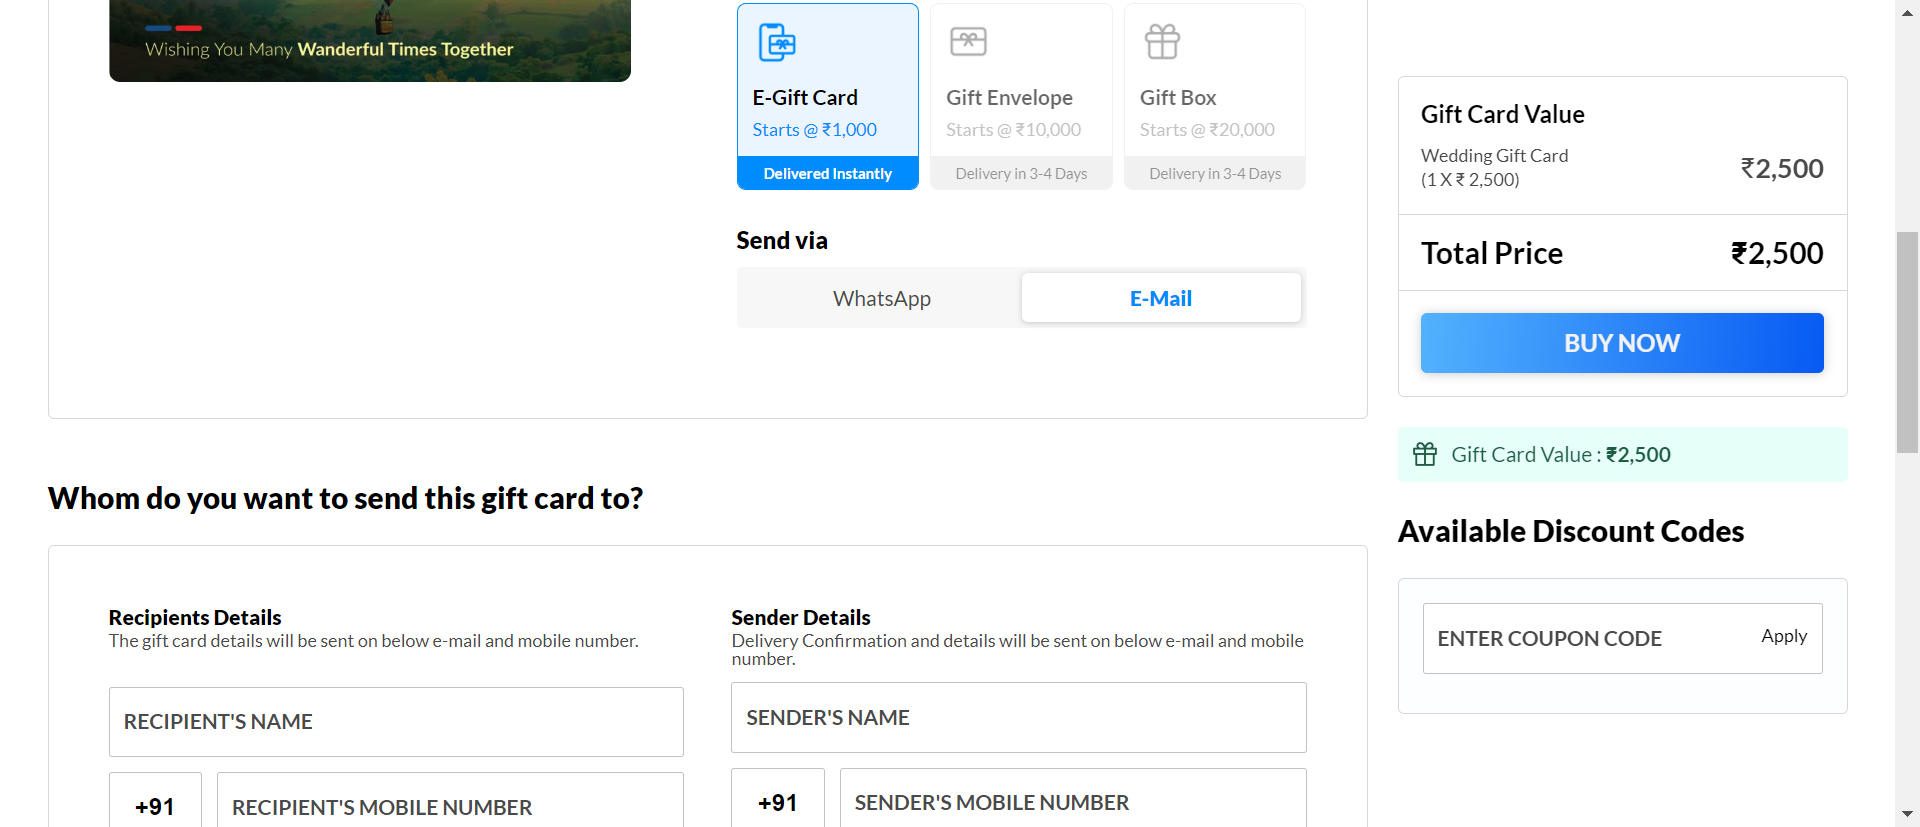 Wishing You Many Wanderful Times Together
E-Gift Card
Starts @ ₹1,000
Delivered Instantly
Gift Envelope
Starts @ ₹10,000
Delivery in 3-4 Days
Gift Box
Starts @ ₹20,000
Delivery in 3-4 Days
Send via
WhatsApp
E-Mail
Whom do you want to send this gift card to?
Recipients Details
The gift card details will be sent on below e-mail and mobile number.
RECIPIENT'S NAME
+91
RECIPIENT'S MOBILE NUMBER
Sender Details
Delivery Confirmation and details will be sent on below e-mail and mobile
number.
SENDER'S NAME
+91
SENDER'S MOBILE NUMBER
Gift Card Value
Wedding Gift Card
(1 X ₹ 2,500)
₹2,500
Total Price
₹2,500
BUY NOW
Gift Card Value : ₹2,500
Available Discount Codes
ENTER COUPON CODE
Apply